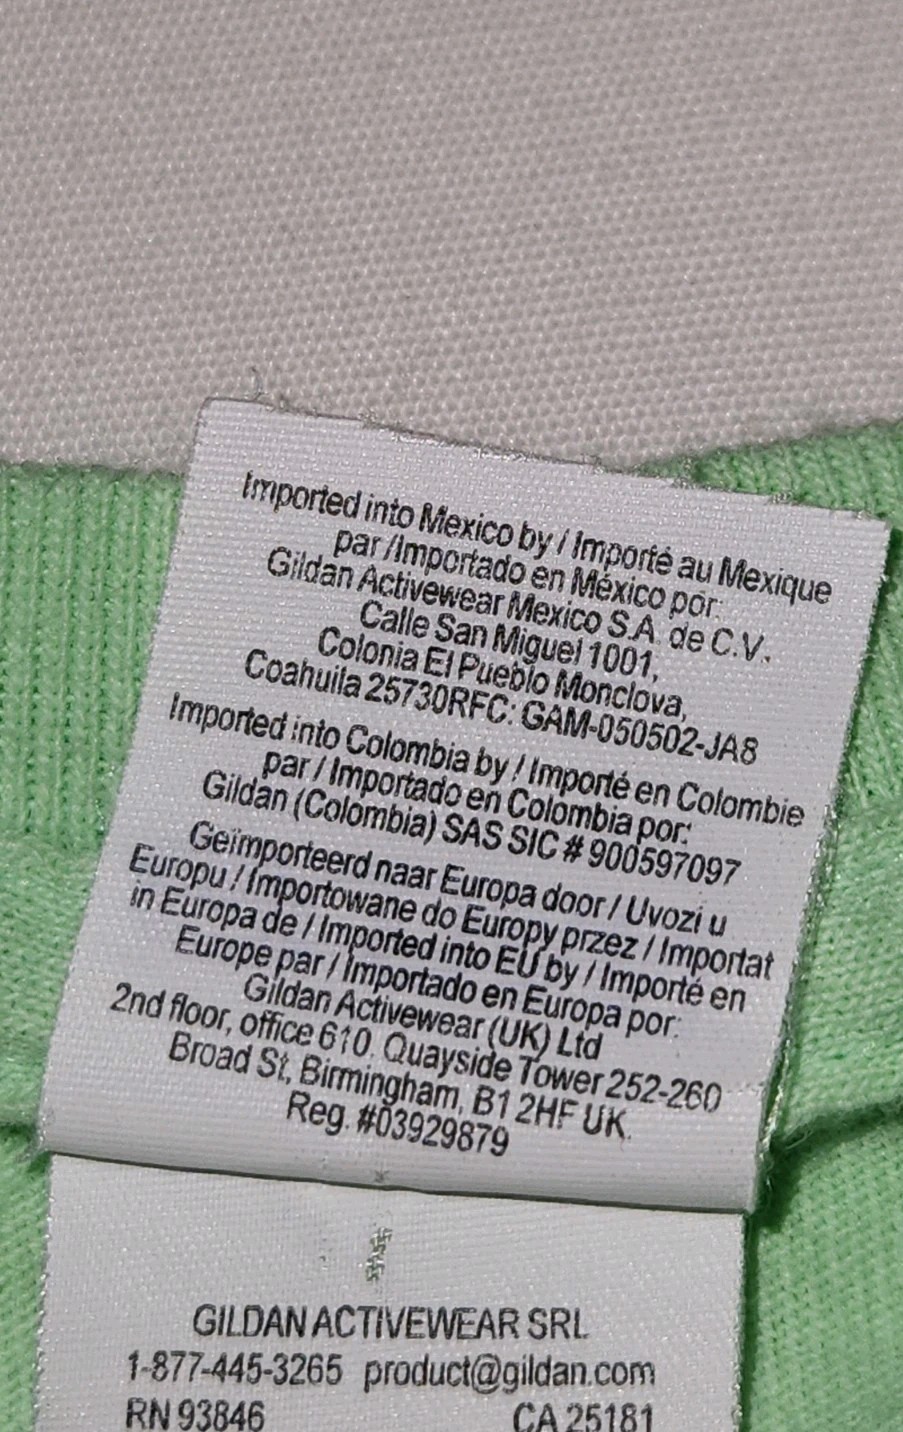 Imported into Mexico by / Importé au Mexique
par /Importado en México por:
Gildan Activewear Mexico S.A. de C.V.,
Calle San Miguel 1001,
Colonia El Pueblo Monclova,
Coahuila 25730RFC: GAM-050502-JA8
Imported into Colombia by / Importé en Colombie
par / Importado en Colombia por:
Gildan (Colombia) SAS SIC # 900597097
Geïmporteerd naar Europa door / Uvozi u
Europu / Importowane do Europy przez / Importat
in Europa de / Imported into EU by / Importé en
Europe par / Importado en Europa por:
Gildan Activewear (UK) Ltd
2nd floor, office 610. Quayside Tower 252-260
Broad St, Birmingham, B1 2HF UK.
Reg. #03929879
GILDAN ACTIVEWEAR SRL
1-877-445-3265 product@gildan.com
RN 93846 CA 25181